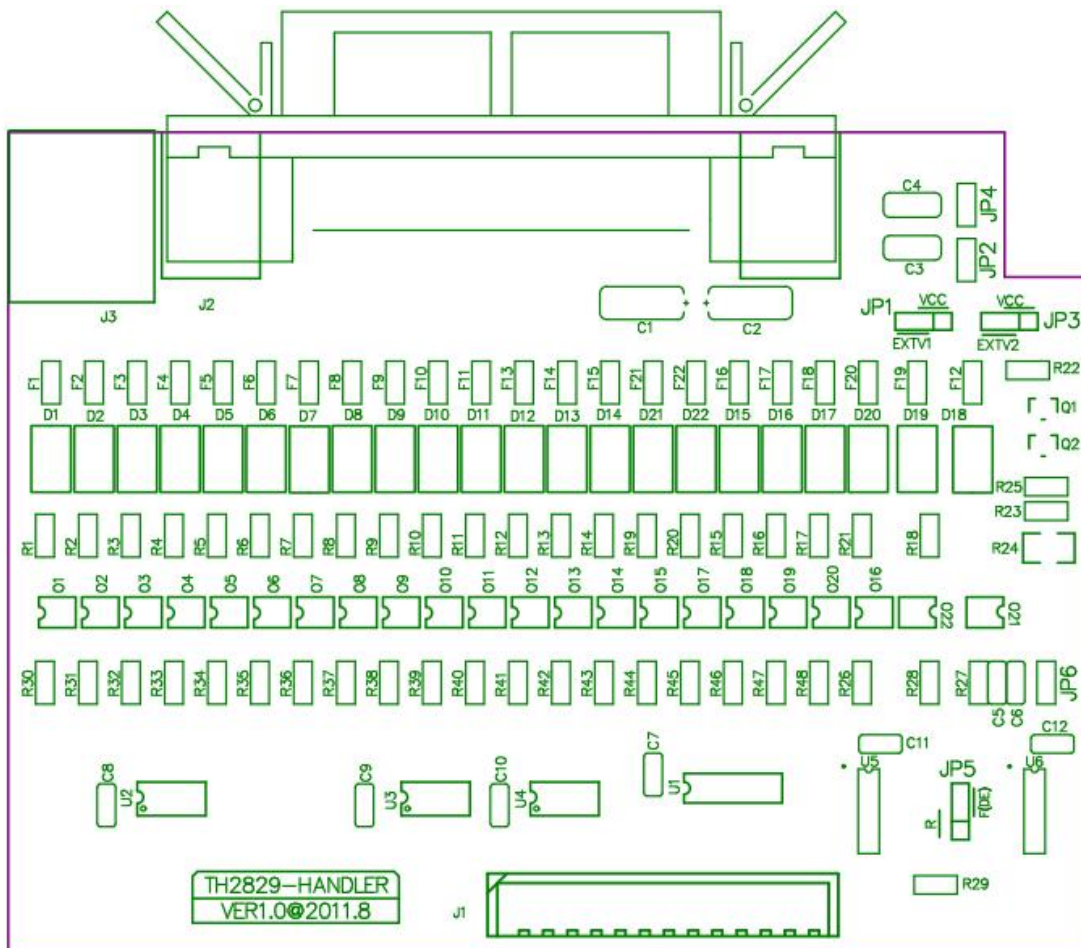 C4
JP4
C3
JP2
J3
J2
C1 + + C2
JP1 VCC VCC JP3
EXTV1 EXTV2
F1 F2 F3 F4 F5 F6 F7 F8 F9 F10 F11 F13 F14 F15 F21 F22 F16 F17 F18 F20 F19 F12 R22
D1 D2 D3 D4 D5 D6 D7 D8 D9 D10 D11 D12 D13 D14 D21 D22 D15 D16 D17 D20 D19 D18 Q1
Q2
R25
R23
R1 R2 R3 R4 R5 R6 R7 R8 R9 R10 R11 R12 R13 R14 R19 R20 R15 R16 R17 R21 R18 R24
O1 O2 O3 O4 O5 O6 O7 O8 O9 O10 O11 O12 O13 O14 O15 O17 O18 O19 O20 O16 O22 O21
R30 R31 R32 R33 R34 R35 R36 R37 R38 R39 R40 R41 R42 R43 R44 R45 R46 R47 R48 R26 R28 R27 C5 C6 JP6
C11 C12
C8 U2 C9 U3 C10 U4 C7 U1 U5 JP5 U6
R F(DE)
R29
TH2829-HANDLER
VER1.0@2011.8
J1